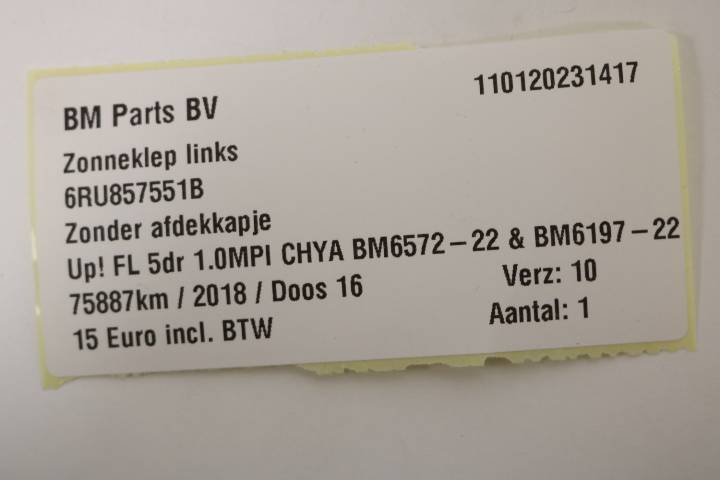 BM Parts BV 110120231417
Zonneklep links
6RU857551B
Zonder afdekkapje
Up! FL 5dr 1.0MPI CHYA BM6572-22 & BM6197-22
75887km / 2018 / Doos 16 Verz: 10
15 Euro incl. BTW Aantal: 1